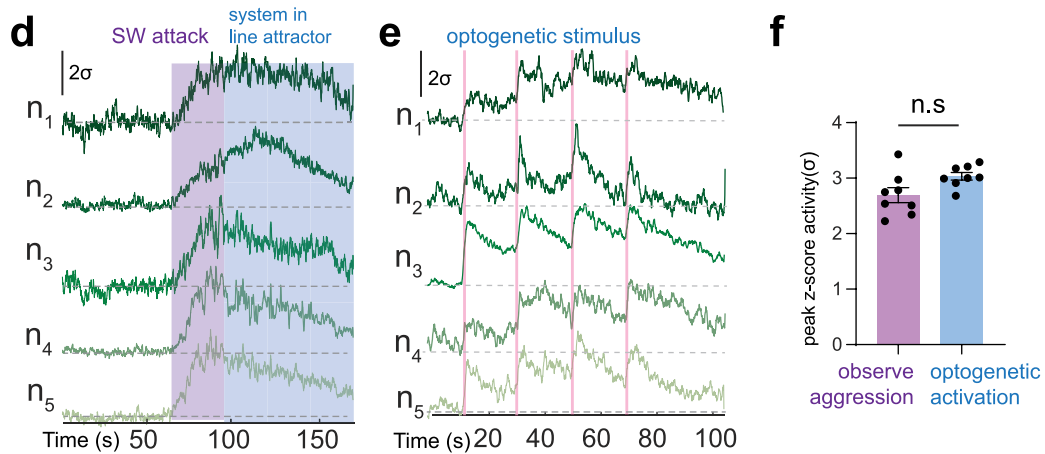 d
SW attack
system in
line attractor
2σ
n1
n2
n3
n4
n5
Time (s) 50 100 150
e
optogenetic stimulus
2σ
n1
n2
n3
n4
n5
Time (s) 20 40 60 80 100
f
n.s
peak z-score activity(σ)
4
3
2
1
0
observe
aggression
optogenetic
activation